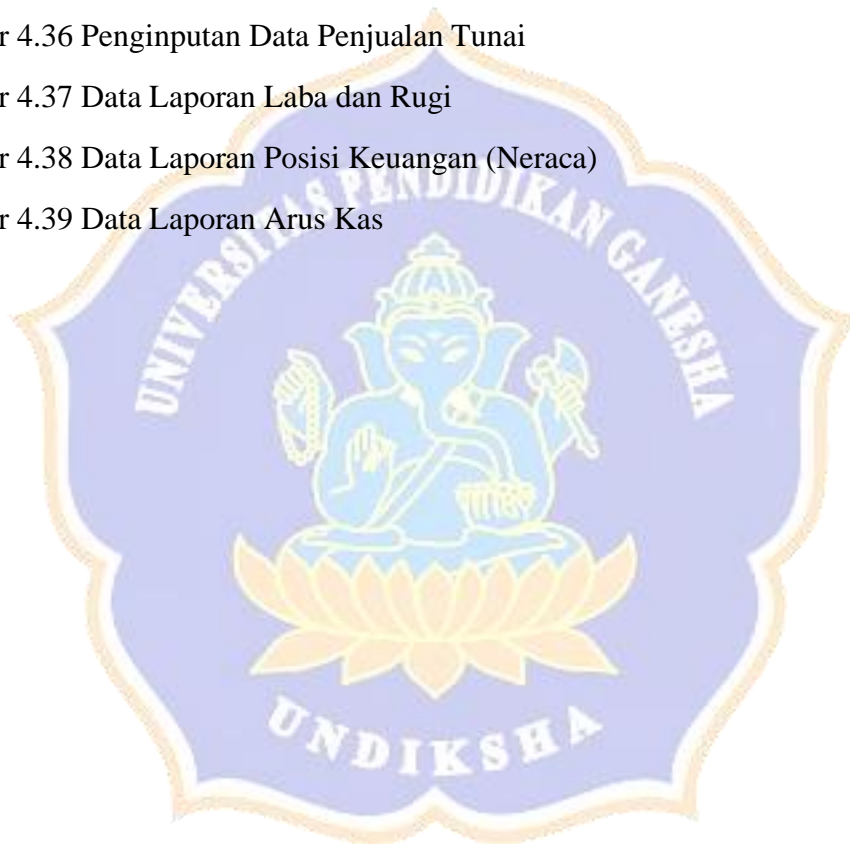 r 4.36 Penginputan Data Penjualan Tunai
r 4.37 Data Laporan Laba dan Rugi
r 4.38 Data Laporan Posisi Keuangan (Neraca)
r 4.39 Data Laporan Arus Kas
UNIVERSITAS PENDIDIKAN GANESHA
UNDIKSHA